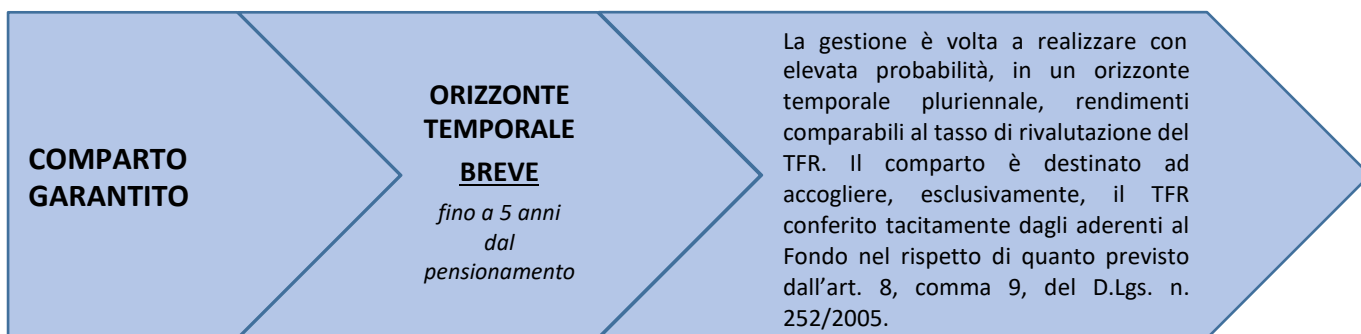 COMPARTO
GARANTITO
ORIZZONTE
TEMPORALE
BREVE
fino a 5 anni
dal
pensionamento
La gestione è volta a realizzare con
elevata probabilità, in un orizzonte
temporale pluriennale, rendimenti
comparabili al tasso di rivalutazione del
TFR. Il comparto è destinato ad
accogliere, esclusivamente, il TFR
conferito tacitamente dagli aderenti al
Fondo nel rispetto di quanto previsto
dall’art. 8, comma 9, del D.Lgs. n.
252/2005.